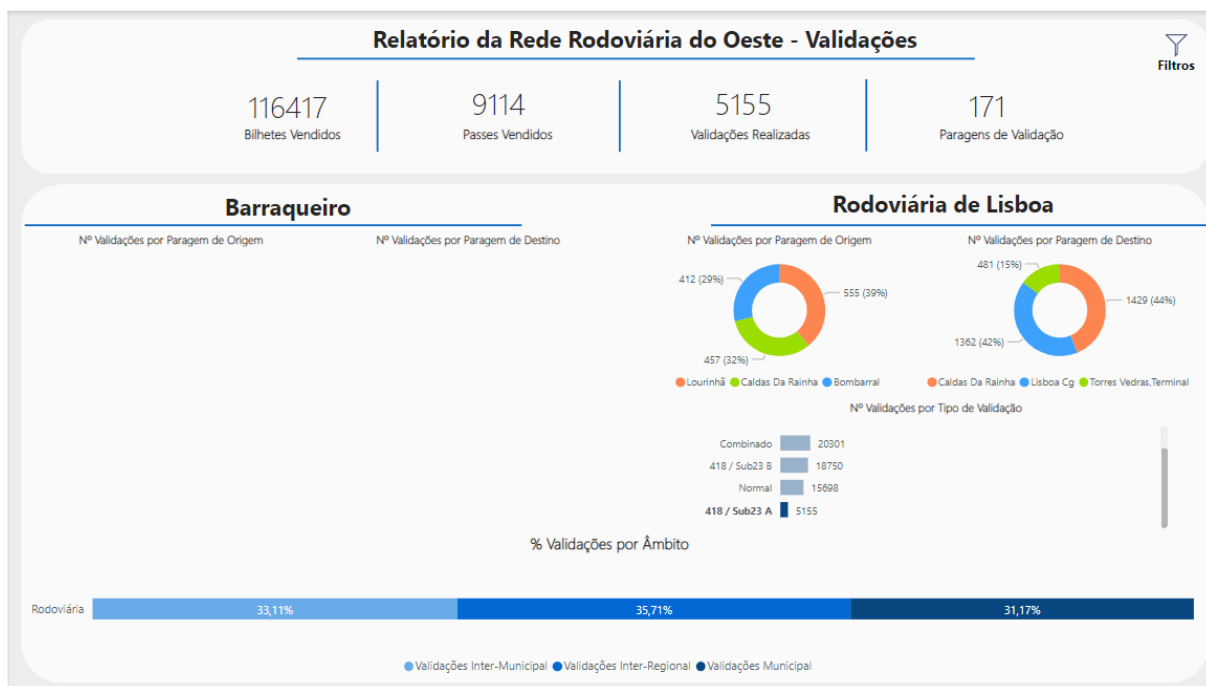 Relatório da Rede Rodoviária do Oeste - Validações
Filtros
116417
Bilhetes Vendidos
9114
Passes Vendidos
5155
Validações Realizadas
171
Paragens de Validação
Barraqueiro
Nº Validações por Paragem de Origem
Nº Validações por Paragem de Destino
Rodoviária de Lisboa
Nº Validações por Paragem de Origem
412 (29%)
555 (39%)
457 (32%)
Lourinhã Caldas Da Rainha Bombarral
Nº Validações por Paragem de Destino
481 (15%)
1429 (44%)
1362 (42%)
Caldas Da Rainha Lisboa Cg Torres Vedras,Terminal
Nº Validações por Tipo de Validação
Combinado 20301
418 / Sub23 B 18750
Normal 15698
418 / Sub23 A 5155
% Validações por Âmbito
Rodoviária 33,11% 35,71% 31,17%
Validações Inter-Municipal Validações Inter-Regional Validações Municipal